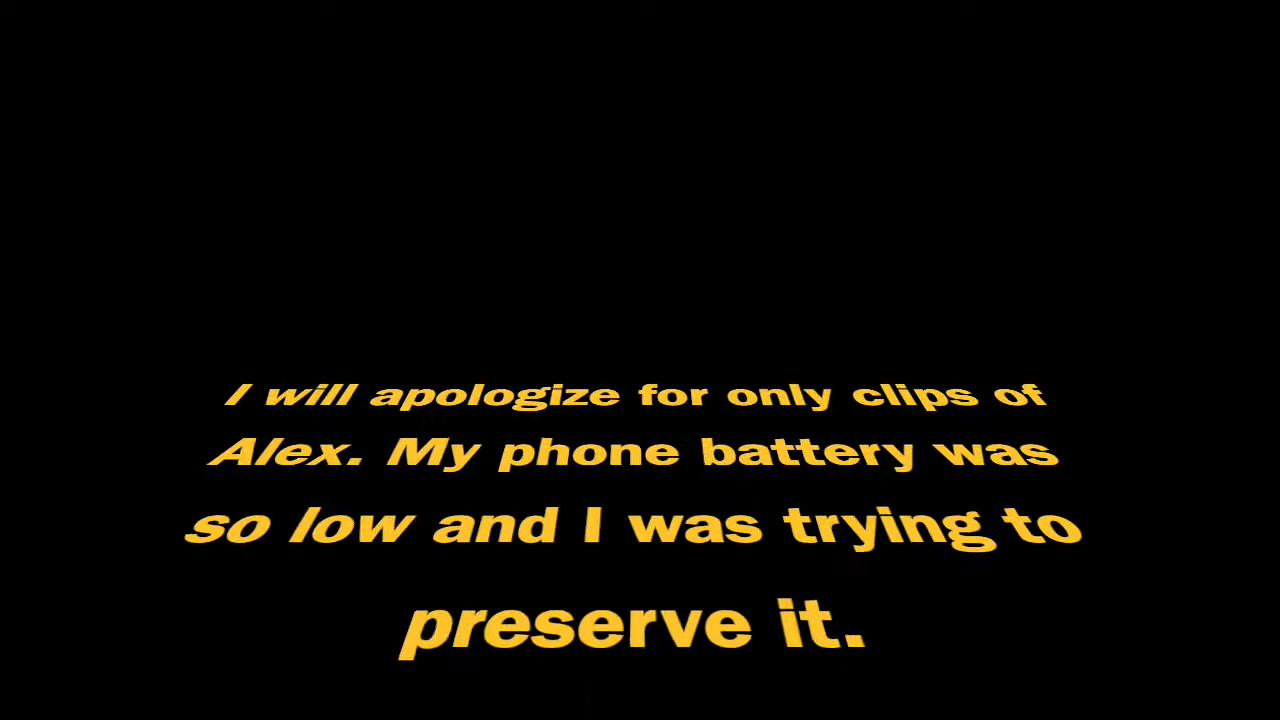 I will apologize for only clips of
Alex. My phone battery was
so low and I was trying to
preserve it.